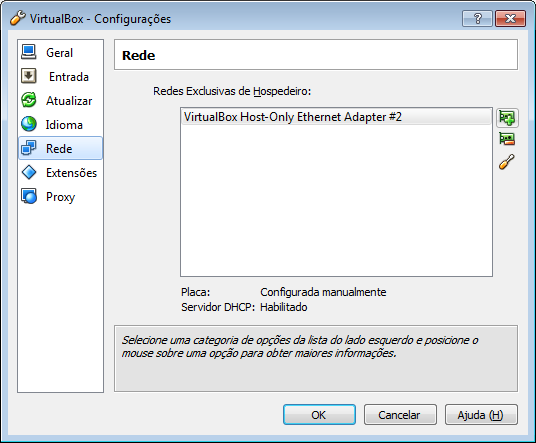 VirtualBox - Configurações
Geral
Entrada
Atualizar
Idioma
Rede
Extensões
Proxy
Rede
Redes Exclusivas de Hospedeiro:
VirtualBox Host-Only Ethernet Adapter #2
Placa: Configurada manualmente
Servidor DHCP: Habilitado
Selecione uma categoria de opções da lista do lado esquerdo e posicione o
mouse sobre uma opção para obter maiores informações.
OK Cancelar Ajuda (H)